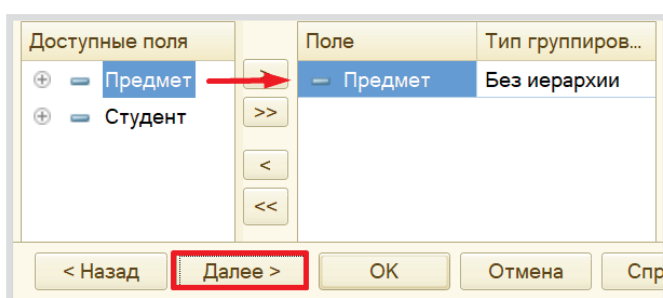 Доступные поля Поле Тип группиров...
Предмет > Предмет Без иерархии
Студент >>
<
<<
< Назад Далее > OK Отмена Спр